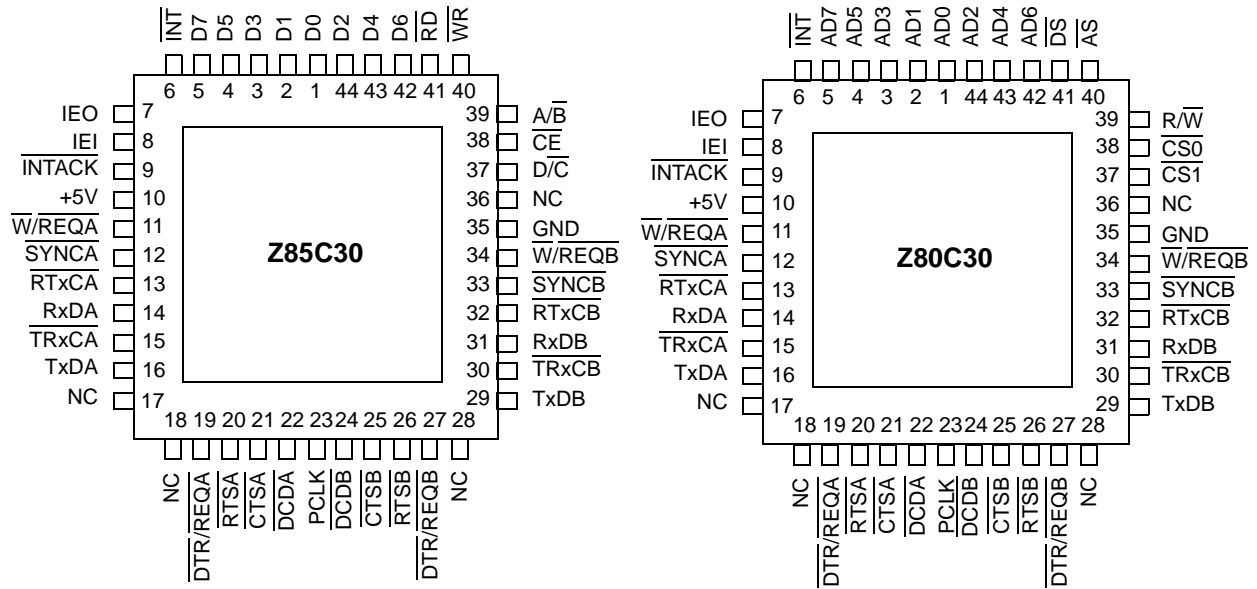 INT D7 D5 D3 D1 D0 D2 D4 D6 RD WR
6 5 4 3 2 1 44 43 42 41 40
IEO 7
IEI 8
INTACK 9
+5V 10
W/REQA 11
SYNCA 12
RTxCA 13
RxDA 14
TRxCA 15
TxDA 16
NC 17
Z85C30
39 A/B
38 CE
37 D/C
36 NC
35 GND
34 W/REQB
33 SYNCB
32 RTxCB
31 RxDB
30 TRxCB
29 TxDB
18 19 20 21 22 23 24 25 26 27 28
NC DTR/REQA RTSA CTSA DCDA PCLK DCDB CTSB RTSB DTR/REQB NC
INT AD7 AD5 AD3 AD1 AD0 AD2 AD4 AD6 DS AS
6 5 4 3 2 1 44 43 42 41 40
IEO 7
IEI 8
INTACK 9
+5V 10
W/REQA 11
SYNCA 12
RTxCA 13
RxDA 14
TRxCA 15
TxDA 16
NC 17
Z80C30
39 R/W
38 CS0
37 CS1
36 NC
35 GND
34 W/REQB
33 SYNCB
32 RTxCB
31 RxDB
30 TRxCB
29 TxDB
18 19 20 21 22 23 24 25 26 27 28
NC DTR/REQA RTSA CTSA DCDA PCLK DCDB CTSB RTSB DTR/REQB NC